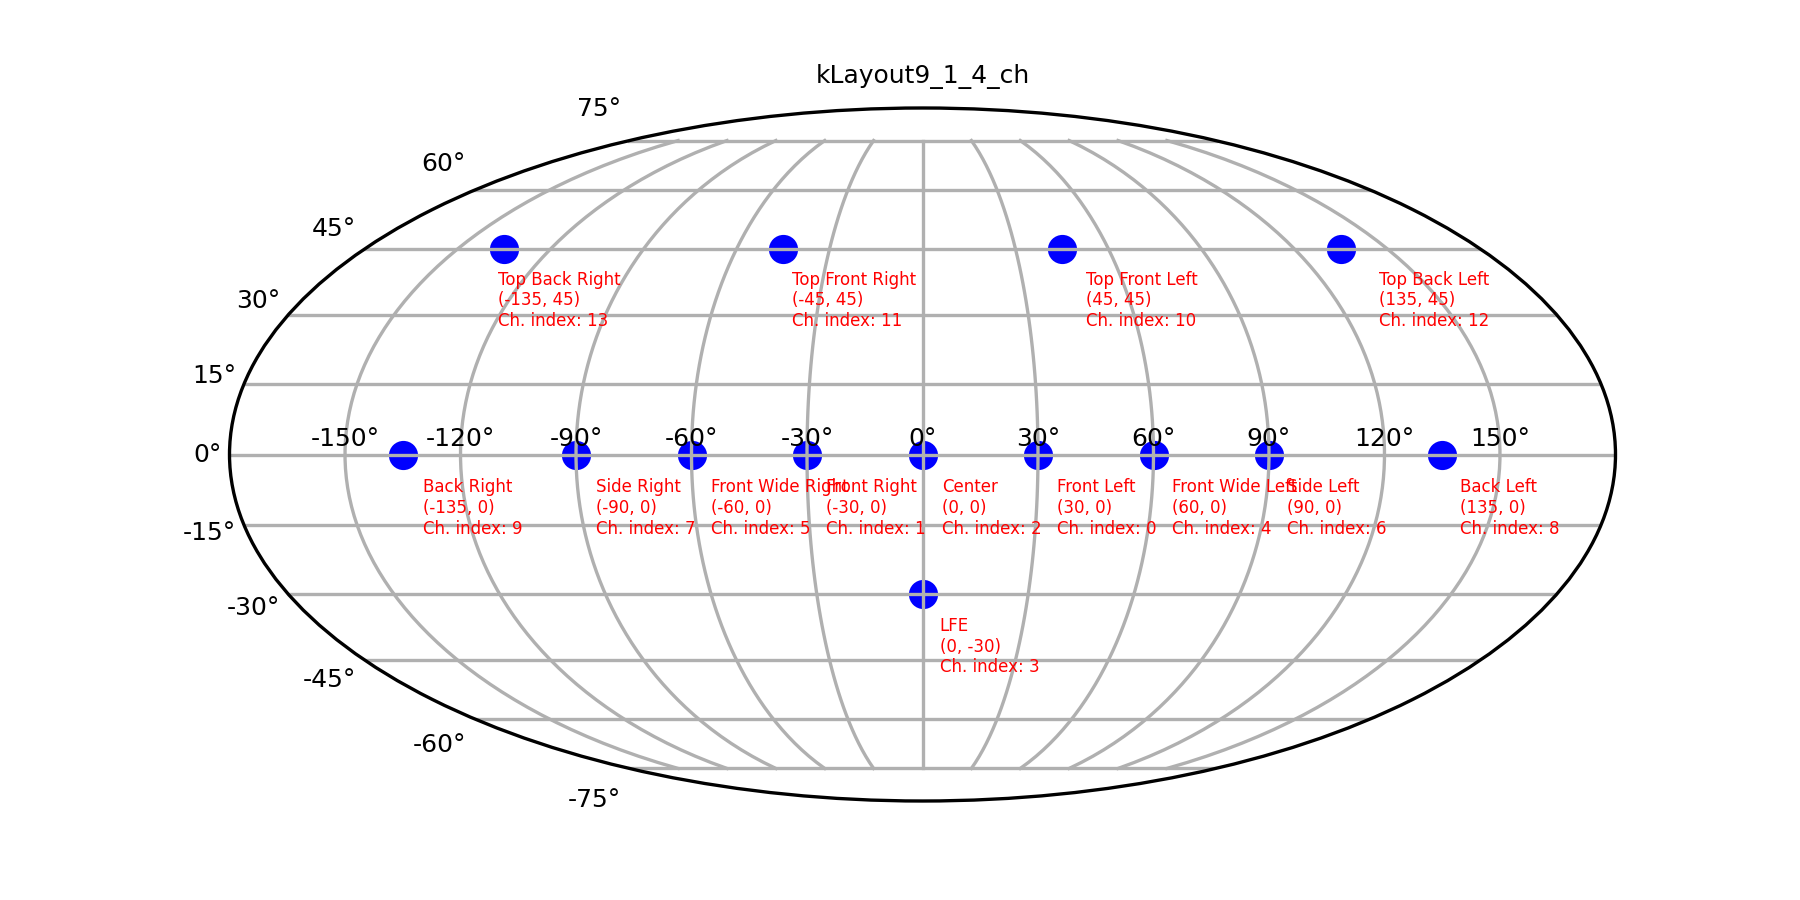 kLayout9_1_4_ch
75°
60°
45°
Top Back Right
(-135, 45)
Ch. index: 13
Top Front Right
(-45, 45)
Ch. index: 11
Top Front Left
(45, 45)
Ch. index: 10
Top Back Left
(135, 45)
Ch. index: 12
30°
15°
0°
-150° -120° -90° -60° -30° 0° 30° 60° 90° 120° 150°
Back Right
(-135, 0)
Ch. index: 9
Side Right
(-90, 0)
Ch. index: 7
Front Wide Right
(-60, 0)
Ch. index: 5
Front Right
(-30, 0)
Ch. index: 1
Center
(0, 0)
Ch. index: 2
Front Left
(30, 0)
Ch. index: 0
Front Wide Left
(60, 0)
Ch. index: 4
Side Left
(90, 0)
Ch. index: 6
Back Left
(135, 0)
Ch. index: 8
-15°
-30°
LFE
(0, -30)
Ch. index: 3
-45°
-60°
-75°